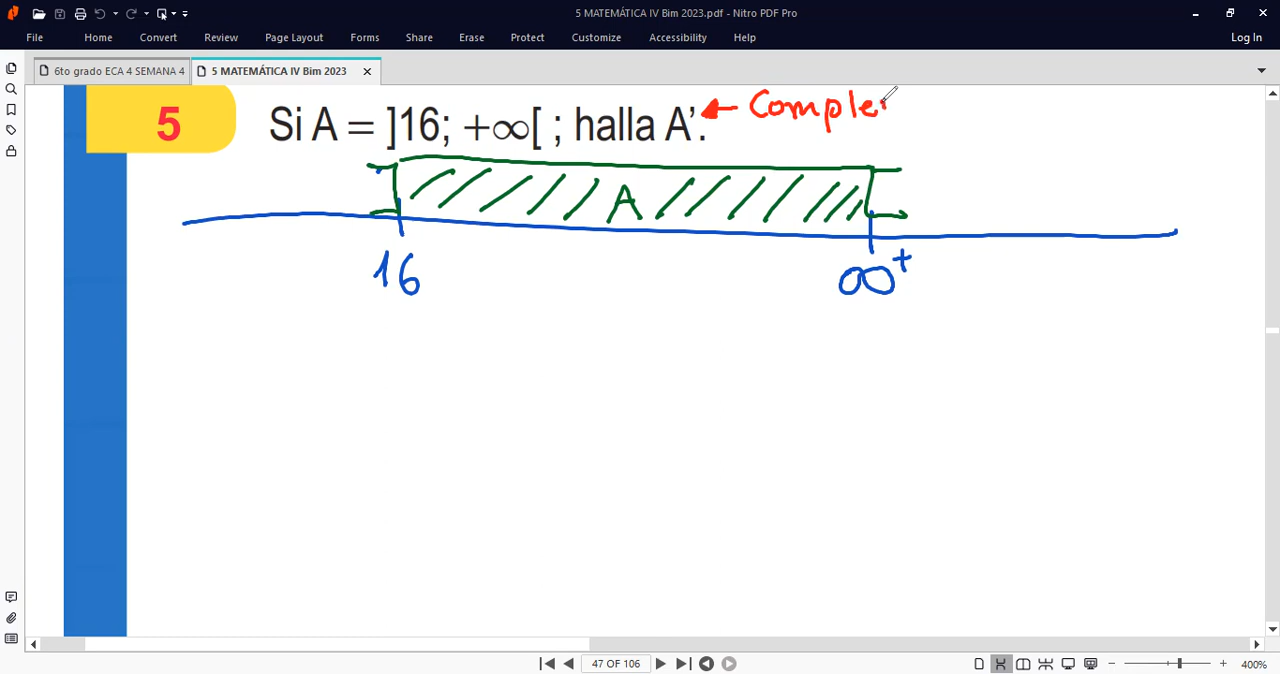 5 MATEMÁTICA IV Bim 2023.pdf - Nitro PDF Pro
File Home Convert Review Page Layout Forms Share Erase Protect Customize Accessibility Help Log In
6to grado ECA 4 SEMANA 4 5 MATEMÁTICA IV Bim 2023
5 Si A = ]16; +∞[ ; halla A’. Comple
A
16 ∞+
47 OF 106 400%